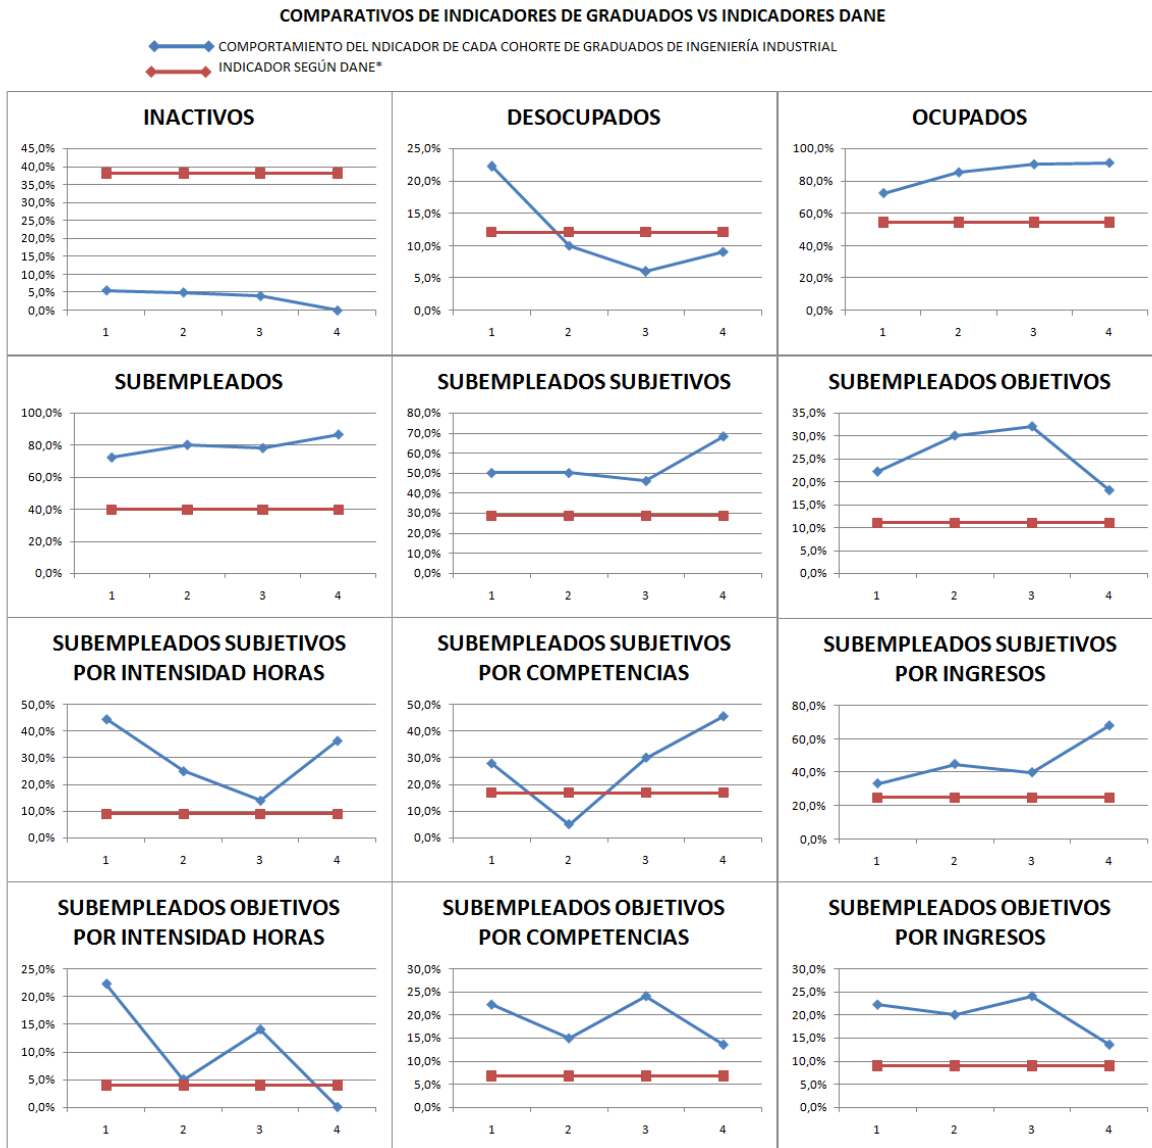 COMPARATIVOS DE INDICADORES DE GRADUADOS VS INDICADORES DANE
COMPORTAMIENTO DEL NDICADOR DE CADA COHORTE DE GRADUADOS DE INGENIERÍA INDUSTRIAL
INDICADOR SEGÚN DANE*
INACTIVOS
45,0%
40,0%
35,0%
30,0%
25,0%
20,0%
15,0%
10,0%
5,0%
0,0%
1 2 3 4
DESOCUPADOS
25,0%
20,0%
15,0%
10,0%
5,0%
0,0%
1 2 3 4
OCUPADOS
100,0%
80,0%
60,0%
40,0%
20,0%
0,0%
1 2 3 4
SUBEMPLEADOS
100,0%
80,0%
60,0%
40,0%
20,0%
0,0%
1 2 3 4
SUBEMPLEADOS SUBJETIVOS
80,0%
70,0%
60,0%
50,0%
40,0%
30,0%
20,0%
10,0%
0,0%
1 2 3 4
SUBEMPLEADOS OBJETIVOS
35,0%
30,0%
25,0%
20,0%
15,0%
10,0%
5,0%
0,0%
1 2 3 4
SUBEMPLEADOS SUBJETIVOS
POR INTENSIDAD HORAS
50,0%
40,0%
30,0%
20,0%
10,0%
0,0%
1 2 3 4
SUBEMPLEADOS SUBJETIVOS
POR COMPETENCIAS
50,0%
40,0%
30,0%
20,0%
10,0%
0,0%
1 2 3 4
SUBEMPLEADOS SUBJETIVOS
POR INGRESOS
80,0%
60,0%
40,0%
20,0%
0,0%
1 2 3 4
SUBEMPLEADOS OBJETIVOS
POR INTENSIDAD HORAS
25,0%
20,0%
15,0%
10,0%
5,0%
0,0%
1 2 3 4
SUBEMPLEADOS OBJETIVOS
POR COMPETENCIAS
30,0%
25,0%
20,0%
15,0%
10,0%
5,0%
0,0%
1 2 3 4
SUBEMPLEADOS OBJETIVOS
POR INGRESOS
30,0%
25,0%
20,0%
15,0%
10,0%
5,0%
0,0%
1 2 3 4